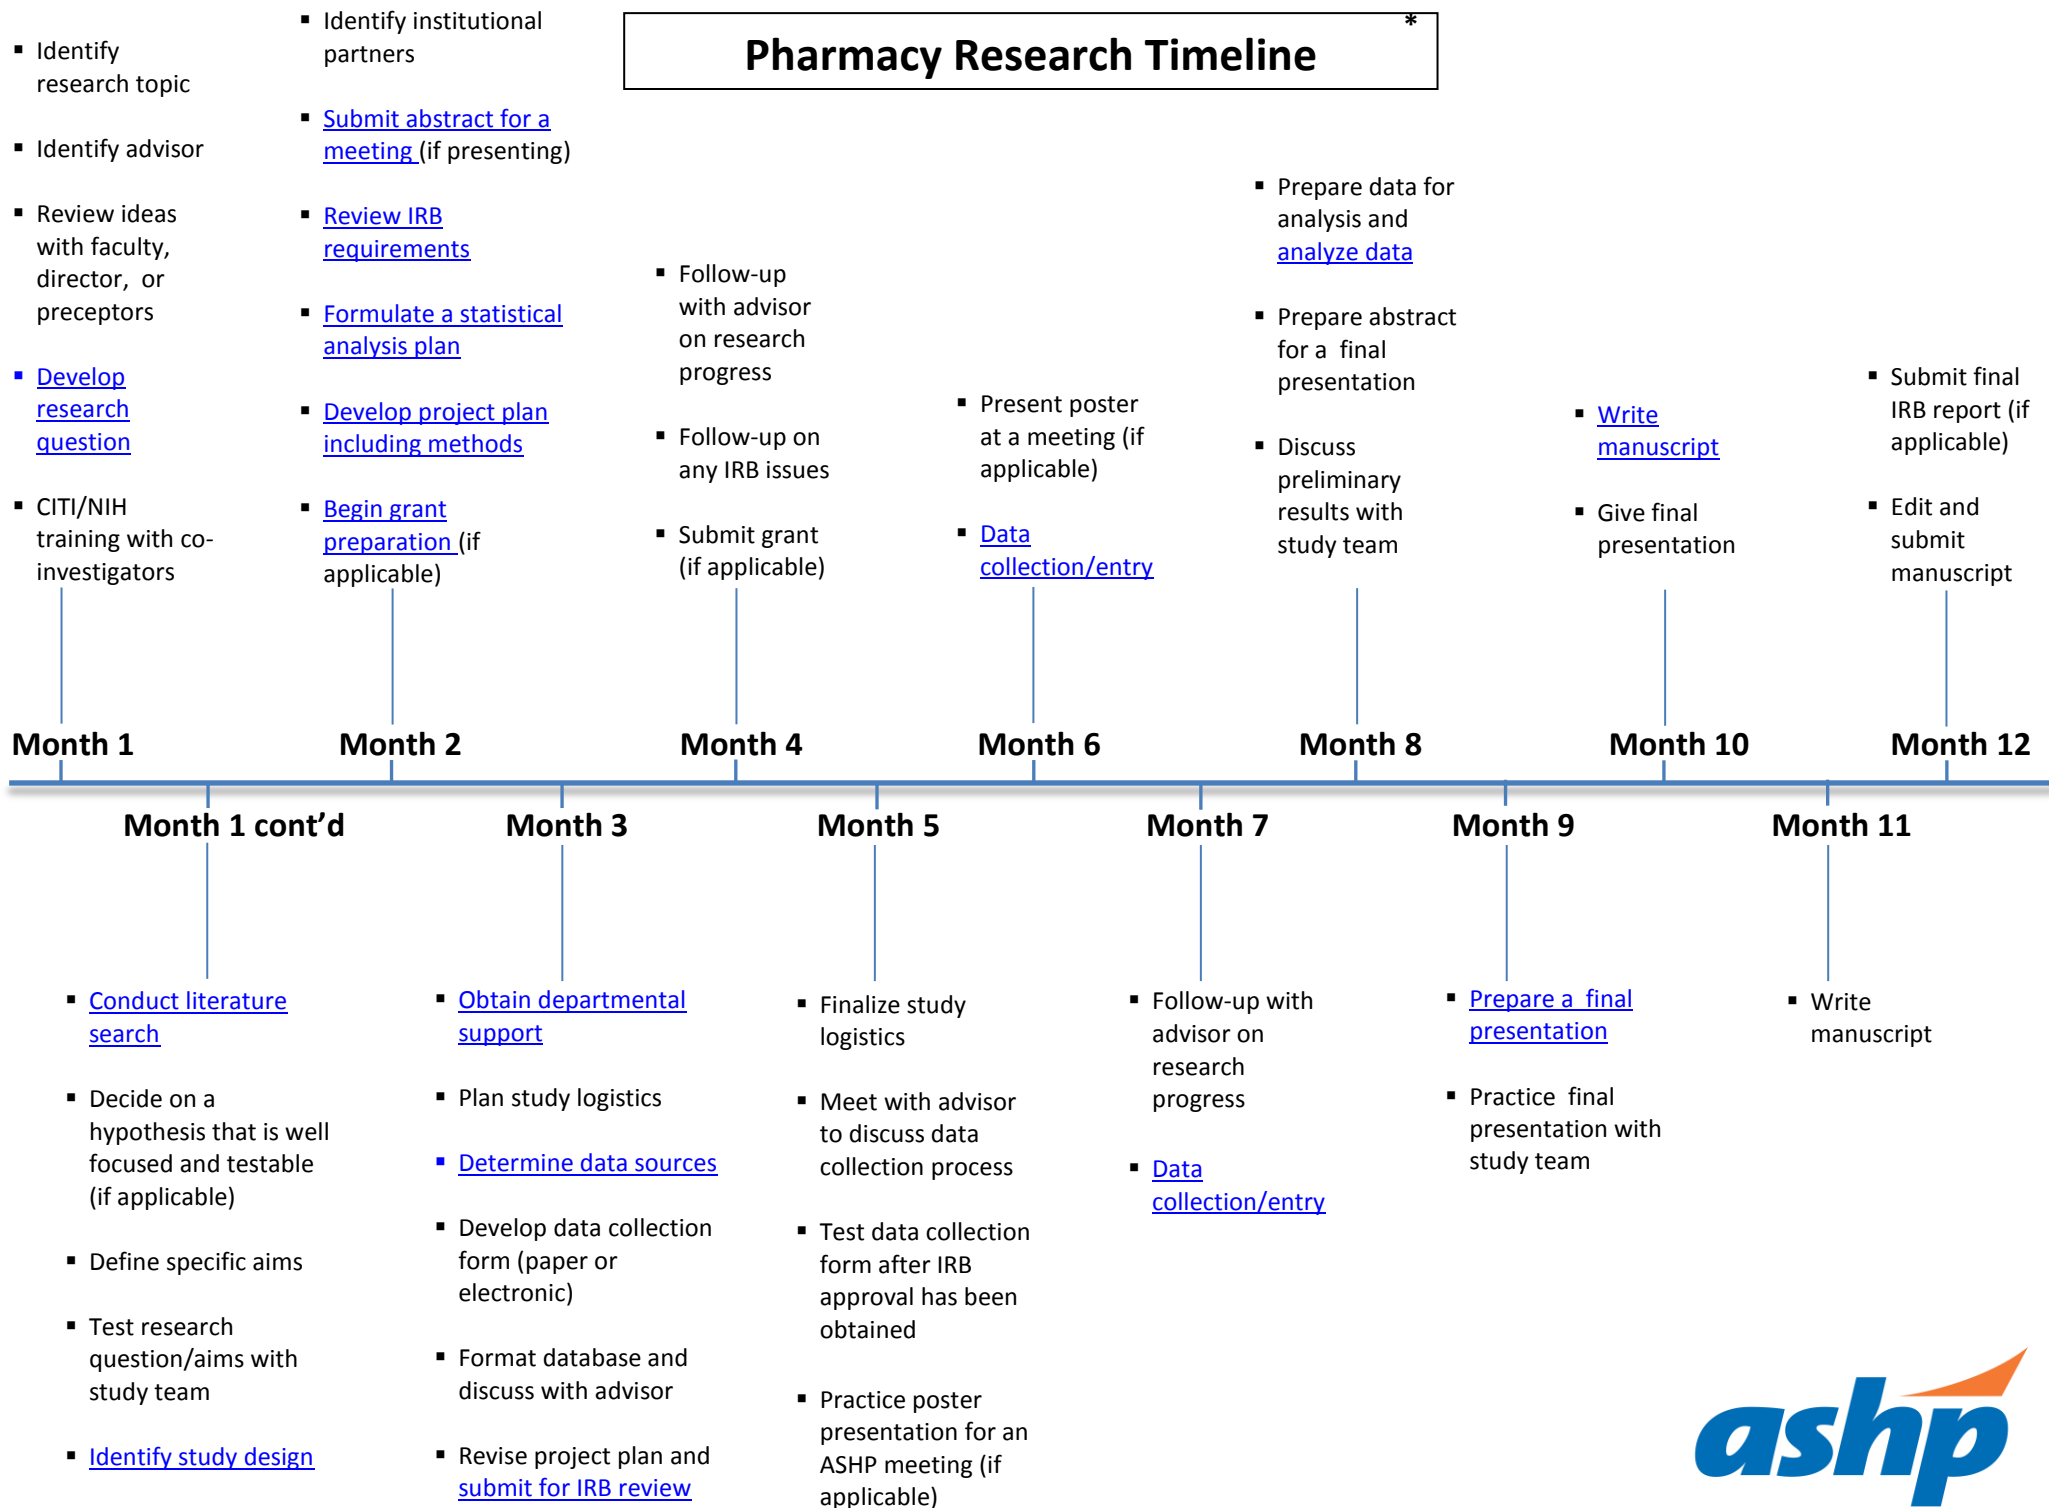 *
Pharmacy Research Timeline
▪ Identify
research topic
▪ Identify advisor
▪ Review ideas
with faculty,
director, or
preceptors
▪ Develop
research
question
▪ CITI/NIH
training with co-
investigators
Month 1
▪ Identify institutional
partners
▪ Submit abstract for a
meeting (if presenting)
▪ Review IRB
requirements
▪ Formulate a statistical
analysis plan
▪ Develop project plan
including methods
▪ Begin grant
preparation (if
applicable)
Month 2
▪ Follow-up
with advisor
on research
progress
▪ Follow-up on
any IRB issues
▪ Submit grant
(if applicable)
Month 4
▪ Present poster
at a meeting (if
applicable)
▪ Data
collection/entry
Month 6
▪ Prepare data for
analysis and
analyze data
▪ Prepare abstract
for a final
presentation
▪ Discuss
preliminary
results with
study team
Month 8
▪ Write
manuscript
▪ Give final
presentation
Month 10
▪ Submit final
IRB report (if
applicable)
▪ Edit and
submit
manuscript
Month 12
Month 1 cont’d
▪ Conduct literature
search
▪ Decide on a
hypothesis that is well
focused and testable
(if applicable)
▪ Define specific aims
▪ Test research
question/aims with
study team
▪ Identify study design
Month 3
▪ Obtain departmental
support
▪ Plan study logistics
▪ Determine data sources
▪ Develop data collection
form (paper or
electronic)
▪ Format database and
discuss with advisor
▪ Revise project plan and
submit for IRB review
Month 5
▪ Finalize study
logistics
▪ Meet with advisor
to discuss data
collection process
▪ Test data collection
form after IRB
approval has been
obtained
▪ Practice poster
presentation for an
ASHP meeting (if
applicable)
Month 7
▪ Follow-up with
advisor on
research
progress
▪ Data
collection/entry
Month 9
▪ Prepare a final
presentation
▪ Practice final
presentation with
study team
Month 11
▪ Write
manuscript
ashp